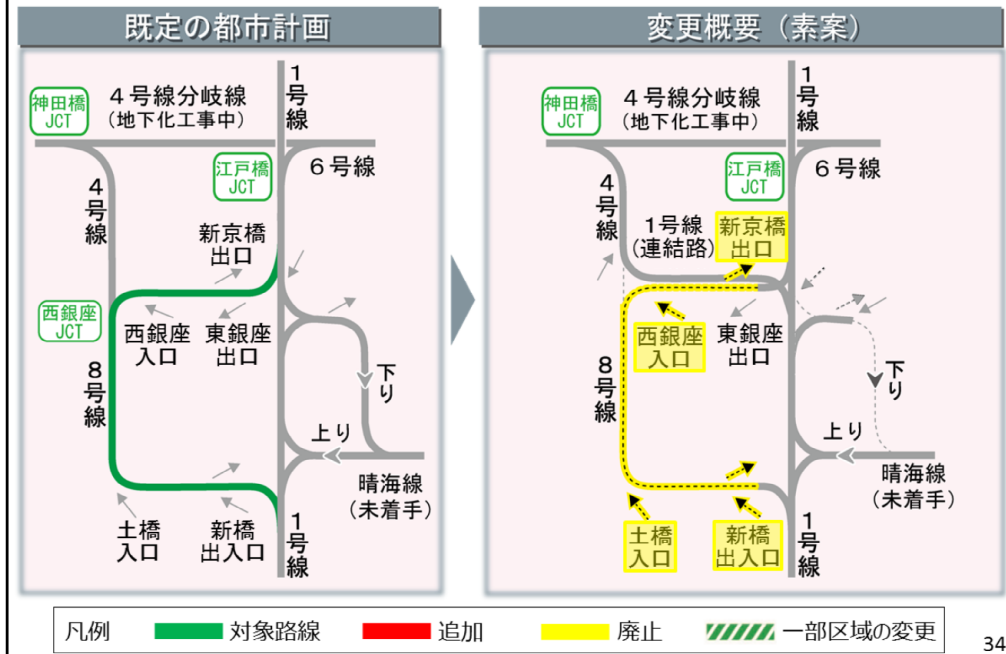 既定の都市計画
神田橋
JCT
4号線分岐線
(地下化工事中)
1号線
江戸橋
JCT
6号線
4号線
新京橋
出口
西銀座
JCT
西銀座
入口
東銀座
出口
8号線
下り
上り
晴海線
(未着手)
土橋
入口
新橋
出入口
1号線
変更概要(素案)
神田橋
JCT
4号線分岐線
(地下化工事中)
1号線
江戸橋
JCT
6号線
4号線
1号線
(連結路)
新京橋
出口
西銀座
入口
東銀座
出口
8号線
下り
上り
晴海線
(未着手)
土橋
入口
新橋
出入口
1号線
凡例 対象路線 追加 廃止 一部区域の変更
34